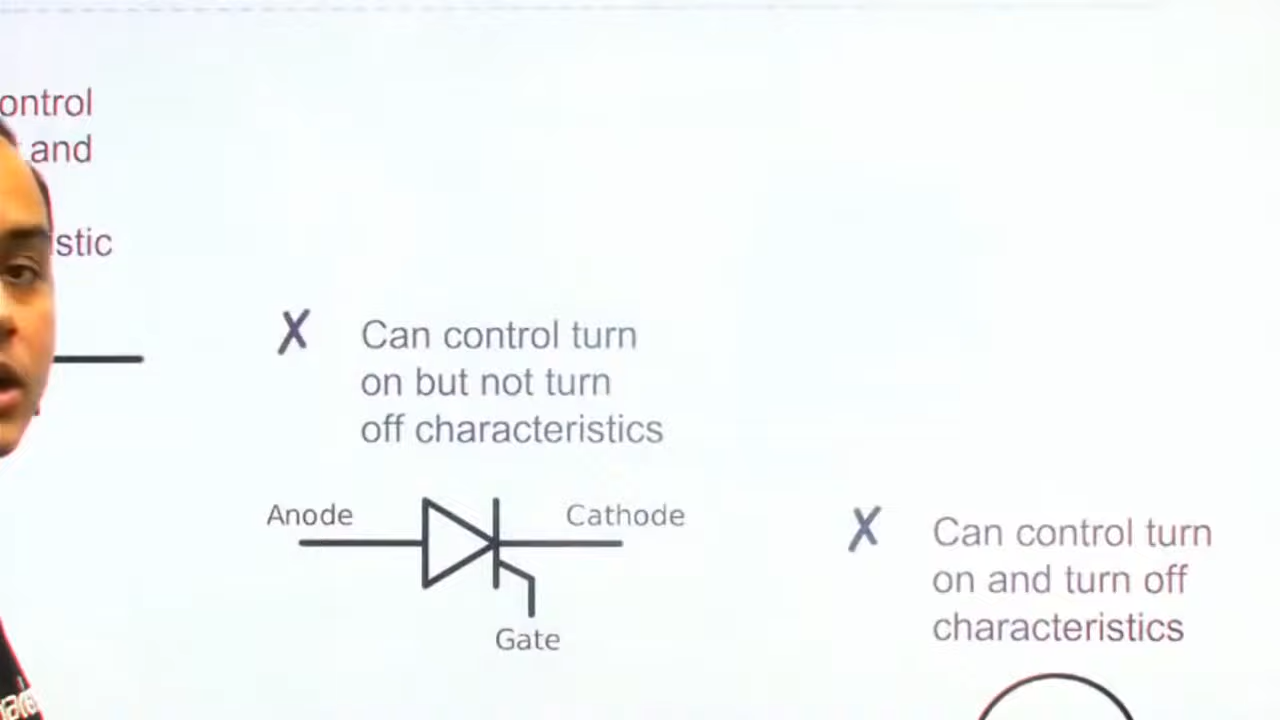 ontrol
and
istic
✗ Can control turn
on but not turn
off characteristics
Anode
Cathode
Gate
✗ Can control turn
on and turn off
characteristics